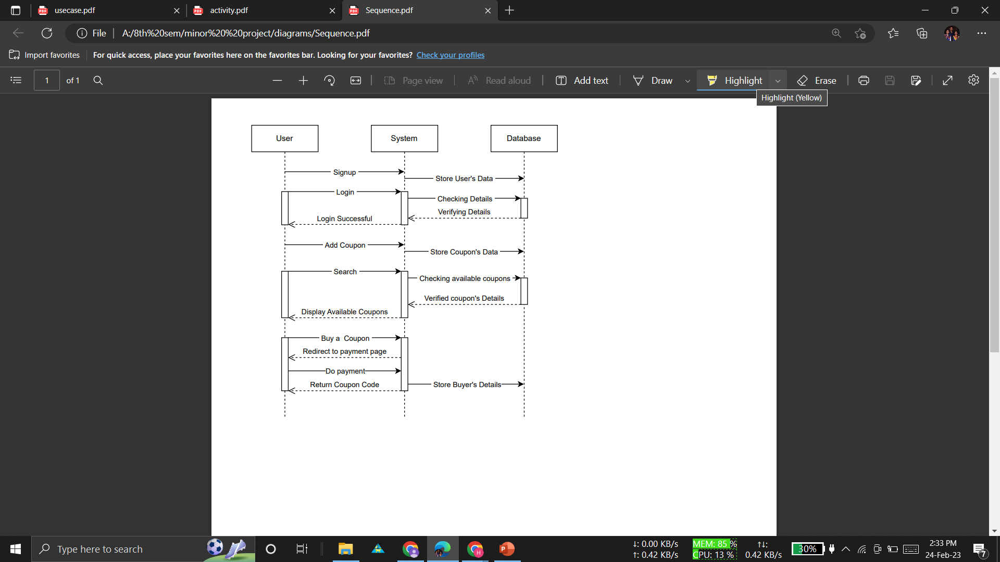 usecase.pdf
activity.pdf
Sequence.pdf
File
A:/8th%20sem/minor%20%20project/diagrams/Sequence.pdf
Import favorites
For quick access, place your favorites here on the favorites bar. Looking for your favorites? Check your profiles
1 of 1
Page view
Read aloud
Add text
Draw
Highlight
Erase
Highlight (Yellow)
User
System
Database
Signup
Store User's Data
Login
Checking Details
Verifying Details
Login Successful
Add Coupon
Store Coupon's Data
Search
Checking available coupons
Verified coupon's Details
Display Available Coupons
Buy a  Coupon
Redirect to payment page
Do payment
Return Coupon Code
Store Buyer's Details
Type here to search
↓: 0.00 KB/s
↑: 0.42 KB/s
MEM: 85 %
CPU: 13 %
↑↓:
0.42 KB/s
30%
2:33 PM
24-Feb-23
7